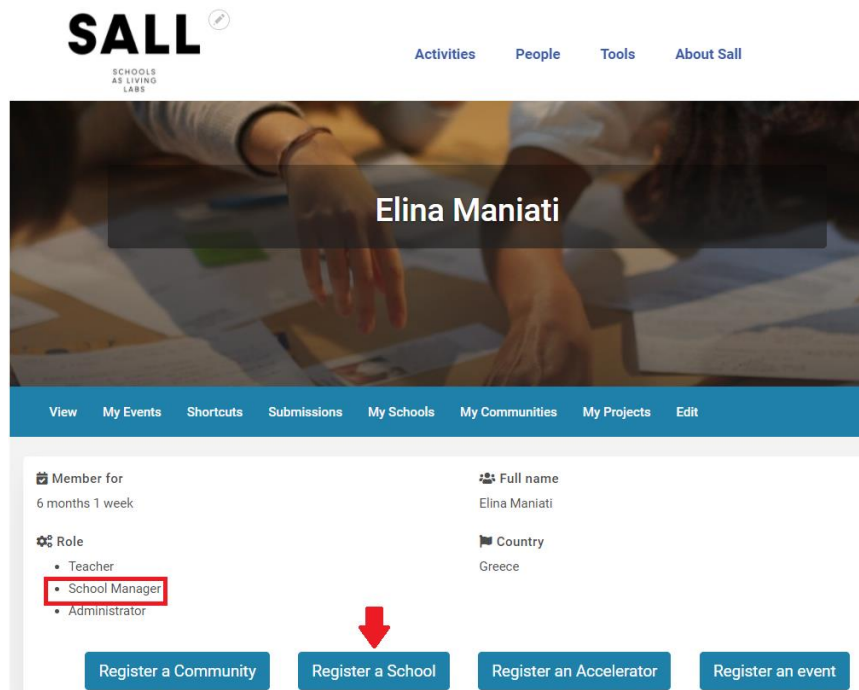 SALL
SCHOOLS
AS LIVING
LABS
Activities People Tools About Sall
Elina Maniati
View My Events Shortcuts Submissions My Schools My Communities My Projects Edit
Member for
6 months 1 week
Full name
Elina Maniati
Role
Teacher
School Manager
Administrator
Country
Greece
Register a Community Register a School Register an Accelerator Register an event